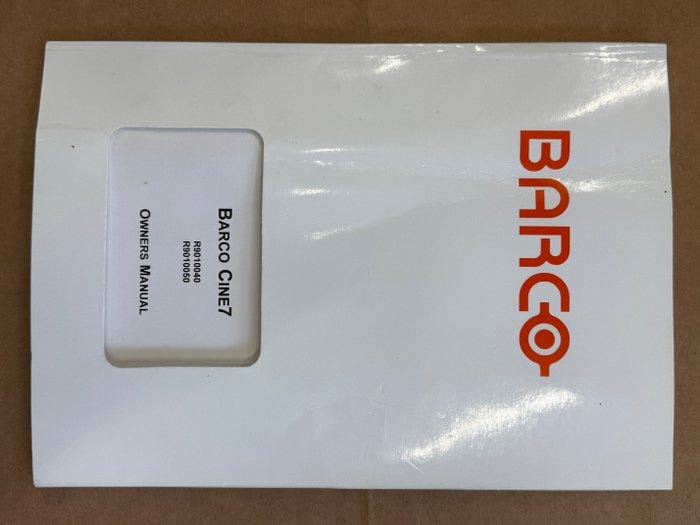 BARCO
BARCO CINE7
R9010040
R9010050
OWNERS MANUAL